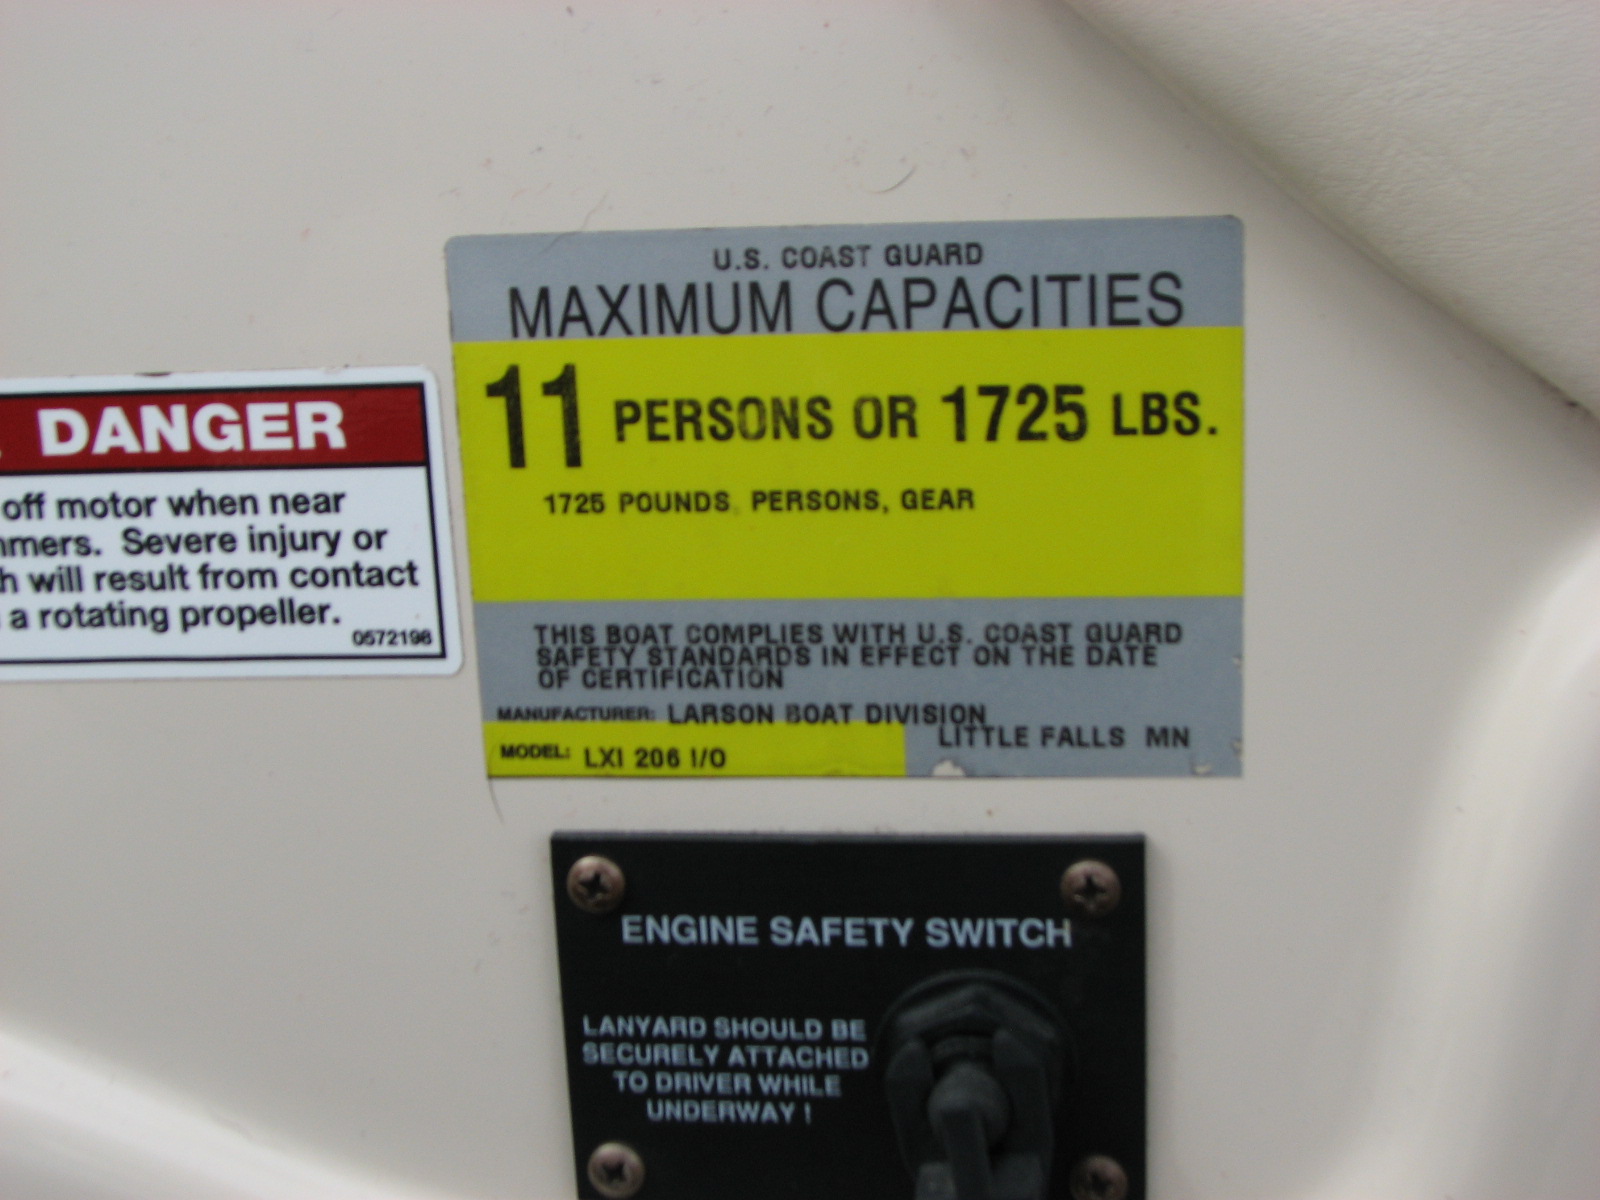 DANGER
off motor when near
mmers. Severe injury or
h will result from contact
a rotating propeller.
0572198
U.S. COAST GUARD
MAXIMUM CAPACITIES
11 PERSONS OR 1725 LBS.
1725 POUNDS, PERSONS, GEAR
THIS BOAT COMPLIES WITH U.S. COAST GUARD
SAFETY STANDARDS IN EFFECT ON THE DATE
OF CERTIFICATION
MANUFACTURER: LARSON BOAT DIVISION
LITTLE FALLS MN
MODEL: LXI 206 I/O
ENGINE SAFETY SWITCH
LANYARD SHOULD BE
SECURELY ATTACHED
TO DRIVER WHILE
UNDERWAY !